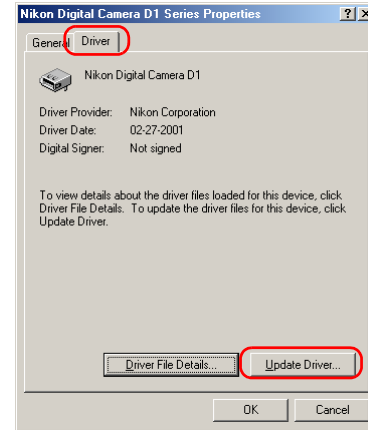 Nikon Digital Camera D1 Series Properties
General Driver
Nikon Digital Camera D1
Driver Provider: Nikon Corporation
Driver Date: 02-27-2001
Digital Signer: Not signed
To view details about the driver files loaded for this device, click
Driver File Details. To update the driver files for this device, click
Update Driver.
Driver File Details... Update Driver...
OK Cancel